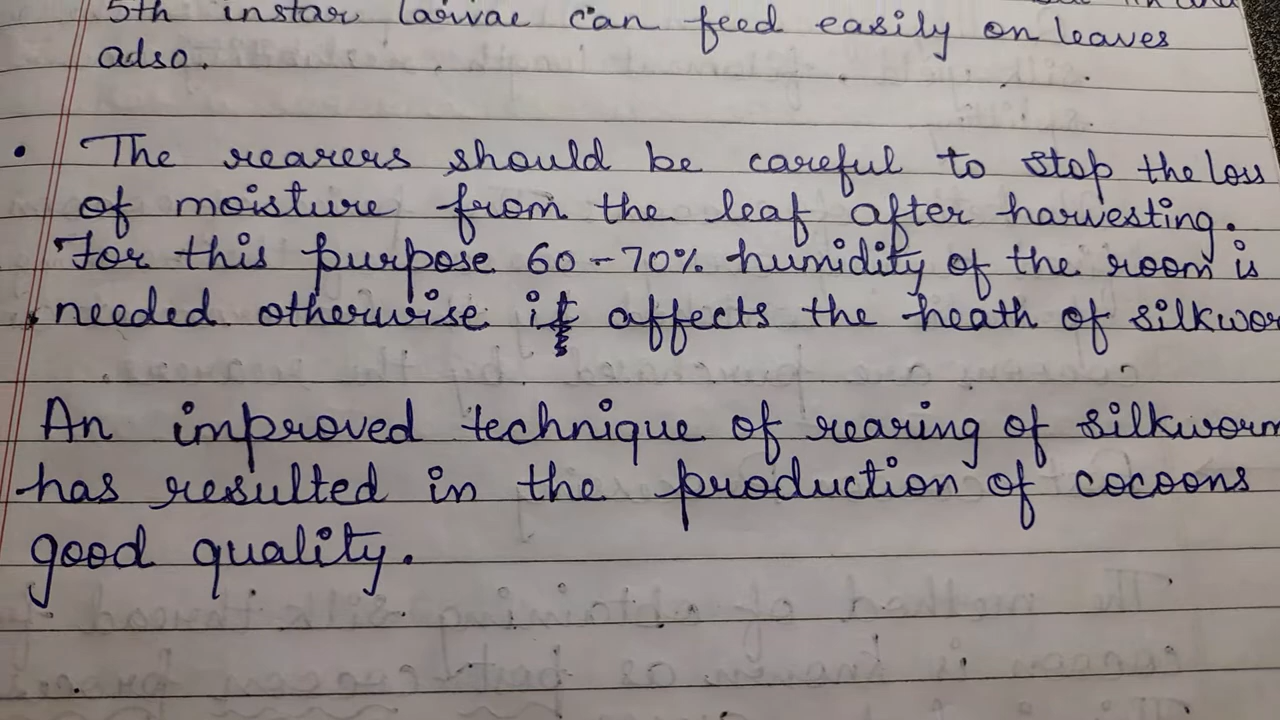 5th instar larvae can feed easily on leaves
also.
• The rearers should be careful to stop the loss
of moisture from the leaf after harvesting.
For this purpose 60-70% humidity of the room is
needed otherwise it affects the heath of silkwor
An improved technique of rearing of silkworm
has resulted in the production of cocoons
good quality.